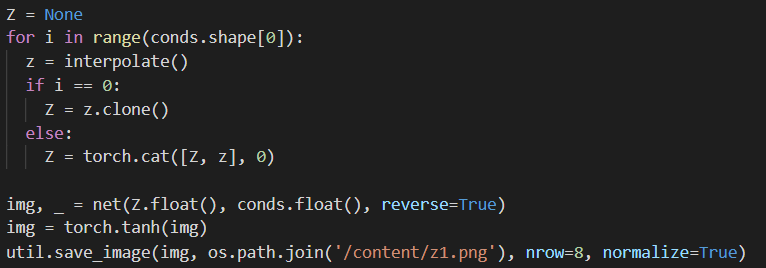 Z = None
for i in range(conds.shape[0]):
  z = interpolate()
  if i == 0:
    Z = z.clone()
  else:
    Z = torch.cat([Z, z], 0)

img, _ = net(Z.float(), conds.float(), reverse=True)
img = torch.tanh(img)
util.save_image(img, os.path.join('/content/z1.png'), nrow=8, normalize=True)